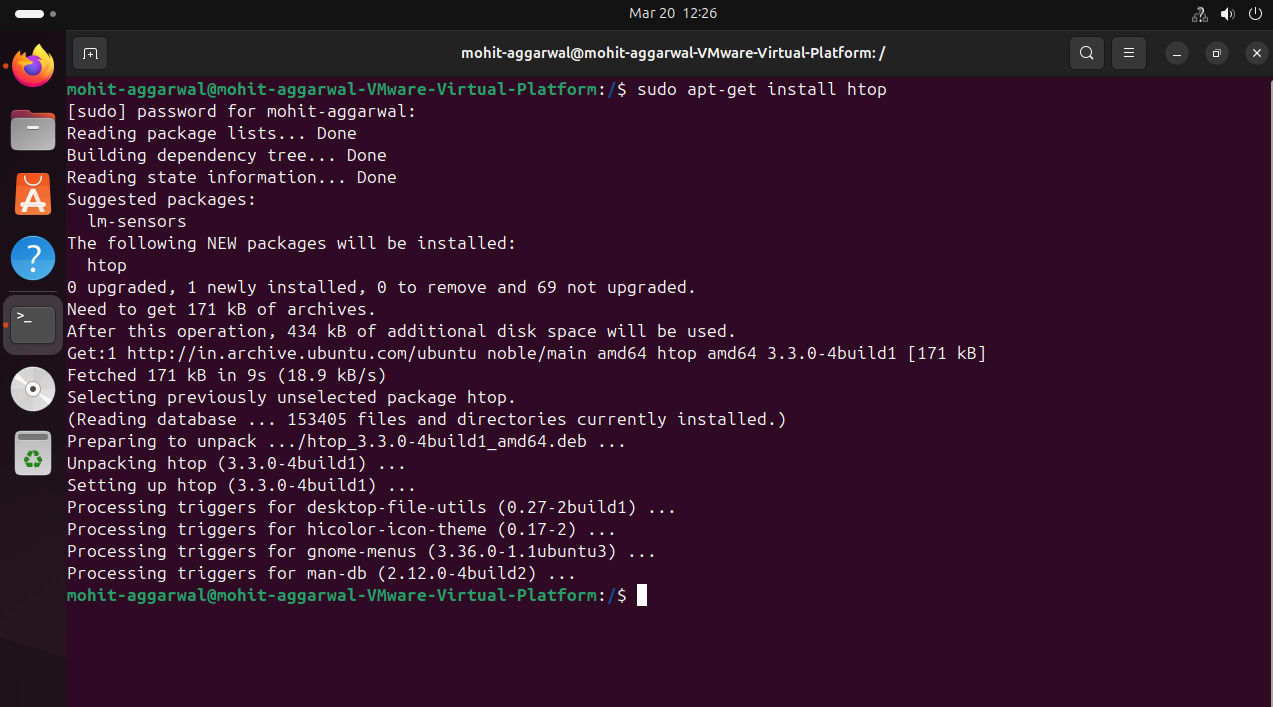 Mar 20 12:26
mohit-aggarwal@mohit-aggarwal-VMware-Virtual-Platform: /
mohit-aggarwal@mohit-aggarwal-VMware-Virtual-Platform:/$ sudo apt-get install htop
[sudo] password for mohit-aggarwal:
Reading package lists... Done
Building dependency tree... Done
Reading state information... Done
Suggested packages:
  lm-sensors
The following NEW packages will be installed:
  htop
0 upgraded, 1 newly installed, 0 to remove and 69 not upgraded.
Need to get 171 kB of archives.
After this operation, 434 kB of additional disk space will be used.
Get:1 http://in.archive.ubuntu.com/ubuntu noble/main amd64 htop amd64 3.3.0-4build1 [171 kB]
Fetched 171 kB in 9s (18.9 kB/s)
Selecting previously unselected package htop.
(Reading database ... 153405 files and directories currently installed.)
Preparing to unpack .../htop_3.3.0-4build1_amd64.deb ...
Unpacking htop (3.3.0-4build1) ...
Setting up htop (3.3.0-4build1) ...
Processing triggers for desktop-file-utils (0.27-2build1) ...
Processing triggers for hicolor-icon-theme (0.17-2) ...
Processing triggers for gnome-menus (3.36.0-1.1ubuntu3) ...
Processing triggers for man-db (2.12.0-4build2) ...
mohit-aggarwal@mohit-aggarwal-VMware-Virtual-Platform:/$